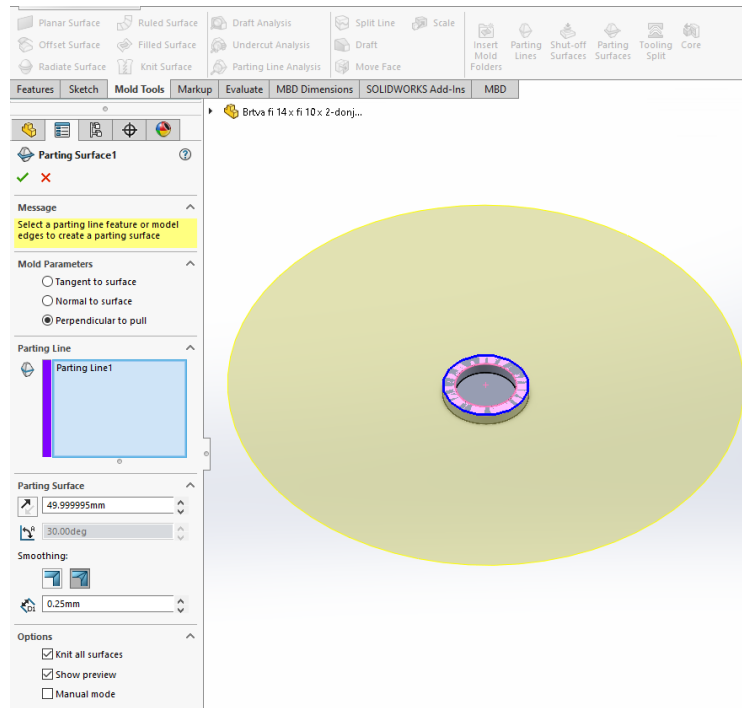 Planar Surface
Ruled Surface
Draft Analysis
Split Line
Scale
Offset Surface
Filled Surface
Undercut Analysis
Draft
Radiate Surface
Knit Surface
Parting Line Analysis
Move Face
Insert
Mold
Folders
Parting
Lines
Shut-off
Surfaces
Parting
Surfaces
Tooling
Split
Core
Features
Sketch
Mold Tools
Markup
Evaluate
MBD Dimensions
SOLIDWORKS Add-Ins
MBD
Brtva fi 14 x fi 10 x 2-donj...
Parting Surface1
Message
Select a parting line feature or model
edges to create a parting surface
Mold Parameters
Tangent to surface
Normal to surface
Perpendicular to pull
Parting Line
Parting Line1
Parting Surface
49.999995mm
30.00deg
Smoothing:
0.25mm
Options
Knit all surfaces
Show preview
Manual mode